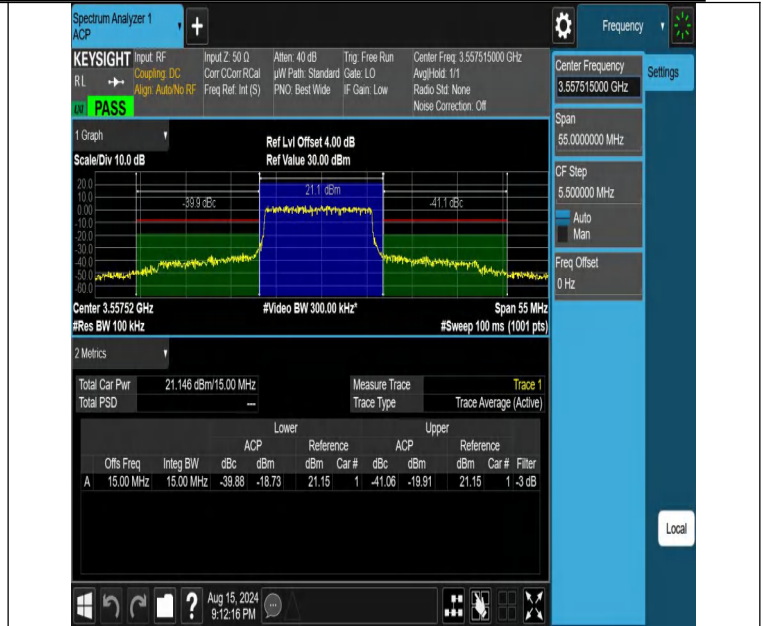 Spectrum Analyzer 1
ACP
+
Frequency
KEYSIGHT Input: RF Input Z: 50 Ω Atten: 40 dB Trig: Free Run Center Freq: 3.557515000 GHz
RL Coupling: DC Corr CCorr RCal µW Path: Standard Gate: LO Avg|Hold: 1/1
Align: Auto/No RF Freq Ref: Int (S) PNO: Best Wide IF Gain: Low Radio Std: None
PASS Noise Correction: Off
Center Frequency
3.557515000 GHz
Settings
Span
55.0000000 MHz
CF Step
5.500000 MHz
Auto
Man
Freq Offset
0 Hz
1 Graph
Ref Lvl Offset 4.00 dB
Scale/Div 10.0 dB Ref Value 30.00 dBm
20.0
10.0
0.00
-10.0
-20.0
-30.0
-40.0
-50.0
-60.0
-39.9 dBc 21.1 dBm -41.1 dBc
Center 3.55752 GHz #Video BW 300.00 kHz* Span 55 MHz
#Res BW 100 kHz #Sweep 100 ms (1001 pts)
2 Metrics
Total Car Pwr 21.146 dBm/15.00 MHz Measure Trace Trace 1
Total PSD --- Trace Type Trace Average (Active)
Lower Upper
ACP Reference ACP Reference
Offs Freq Integ BW dBc dBm dBm Car # dBc dBm dBm Car # Filter
A 15.00 MHz 15.00 MHz -39.88 -18.73 21.15 1 -41.06 -19.91 21.15 1 -3 dB
Local
? Aug 15, 2024
9:12:16 PM